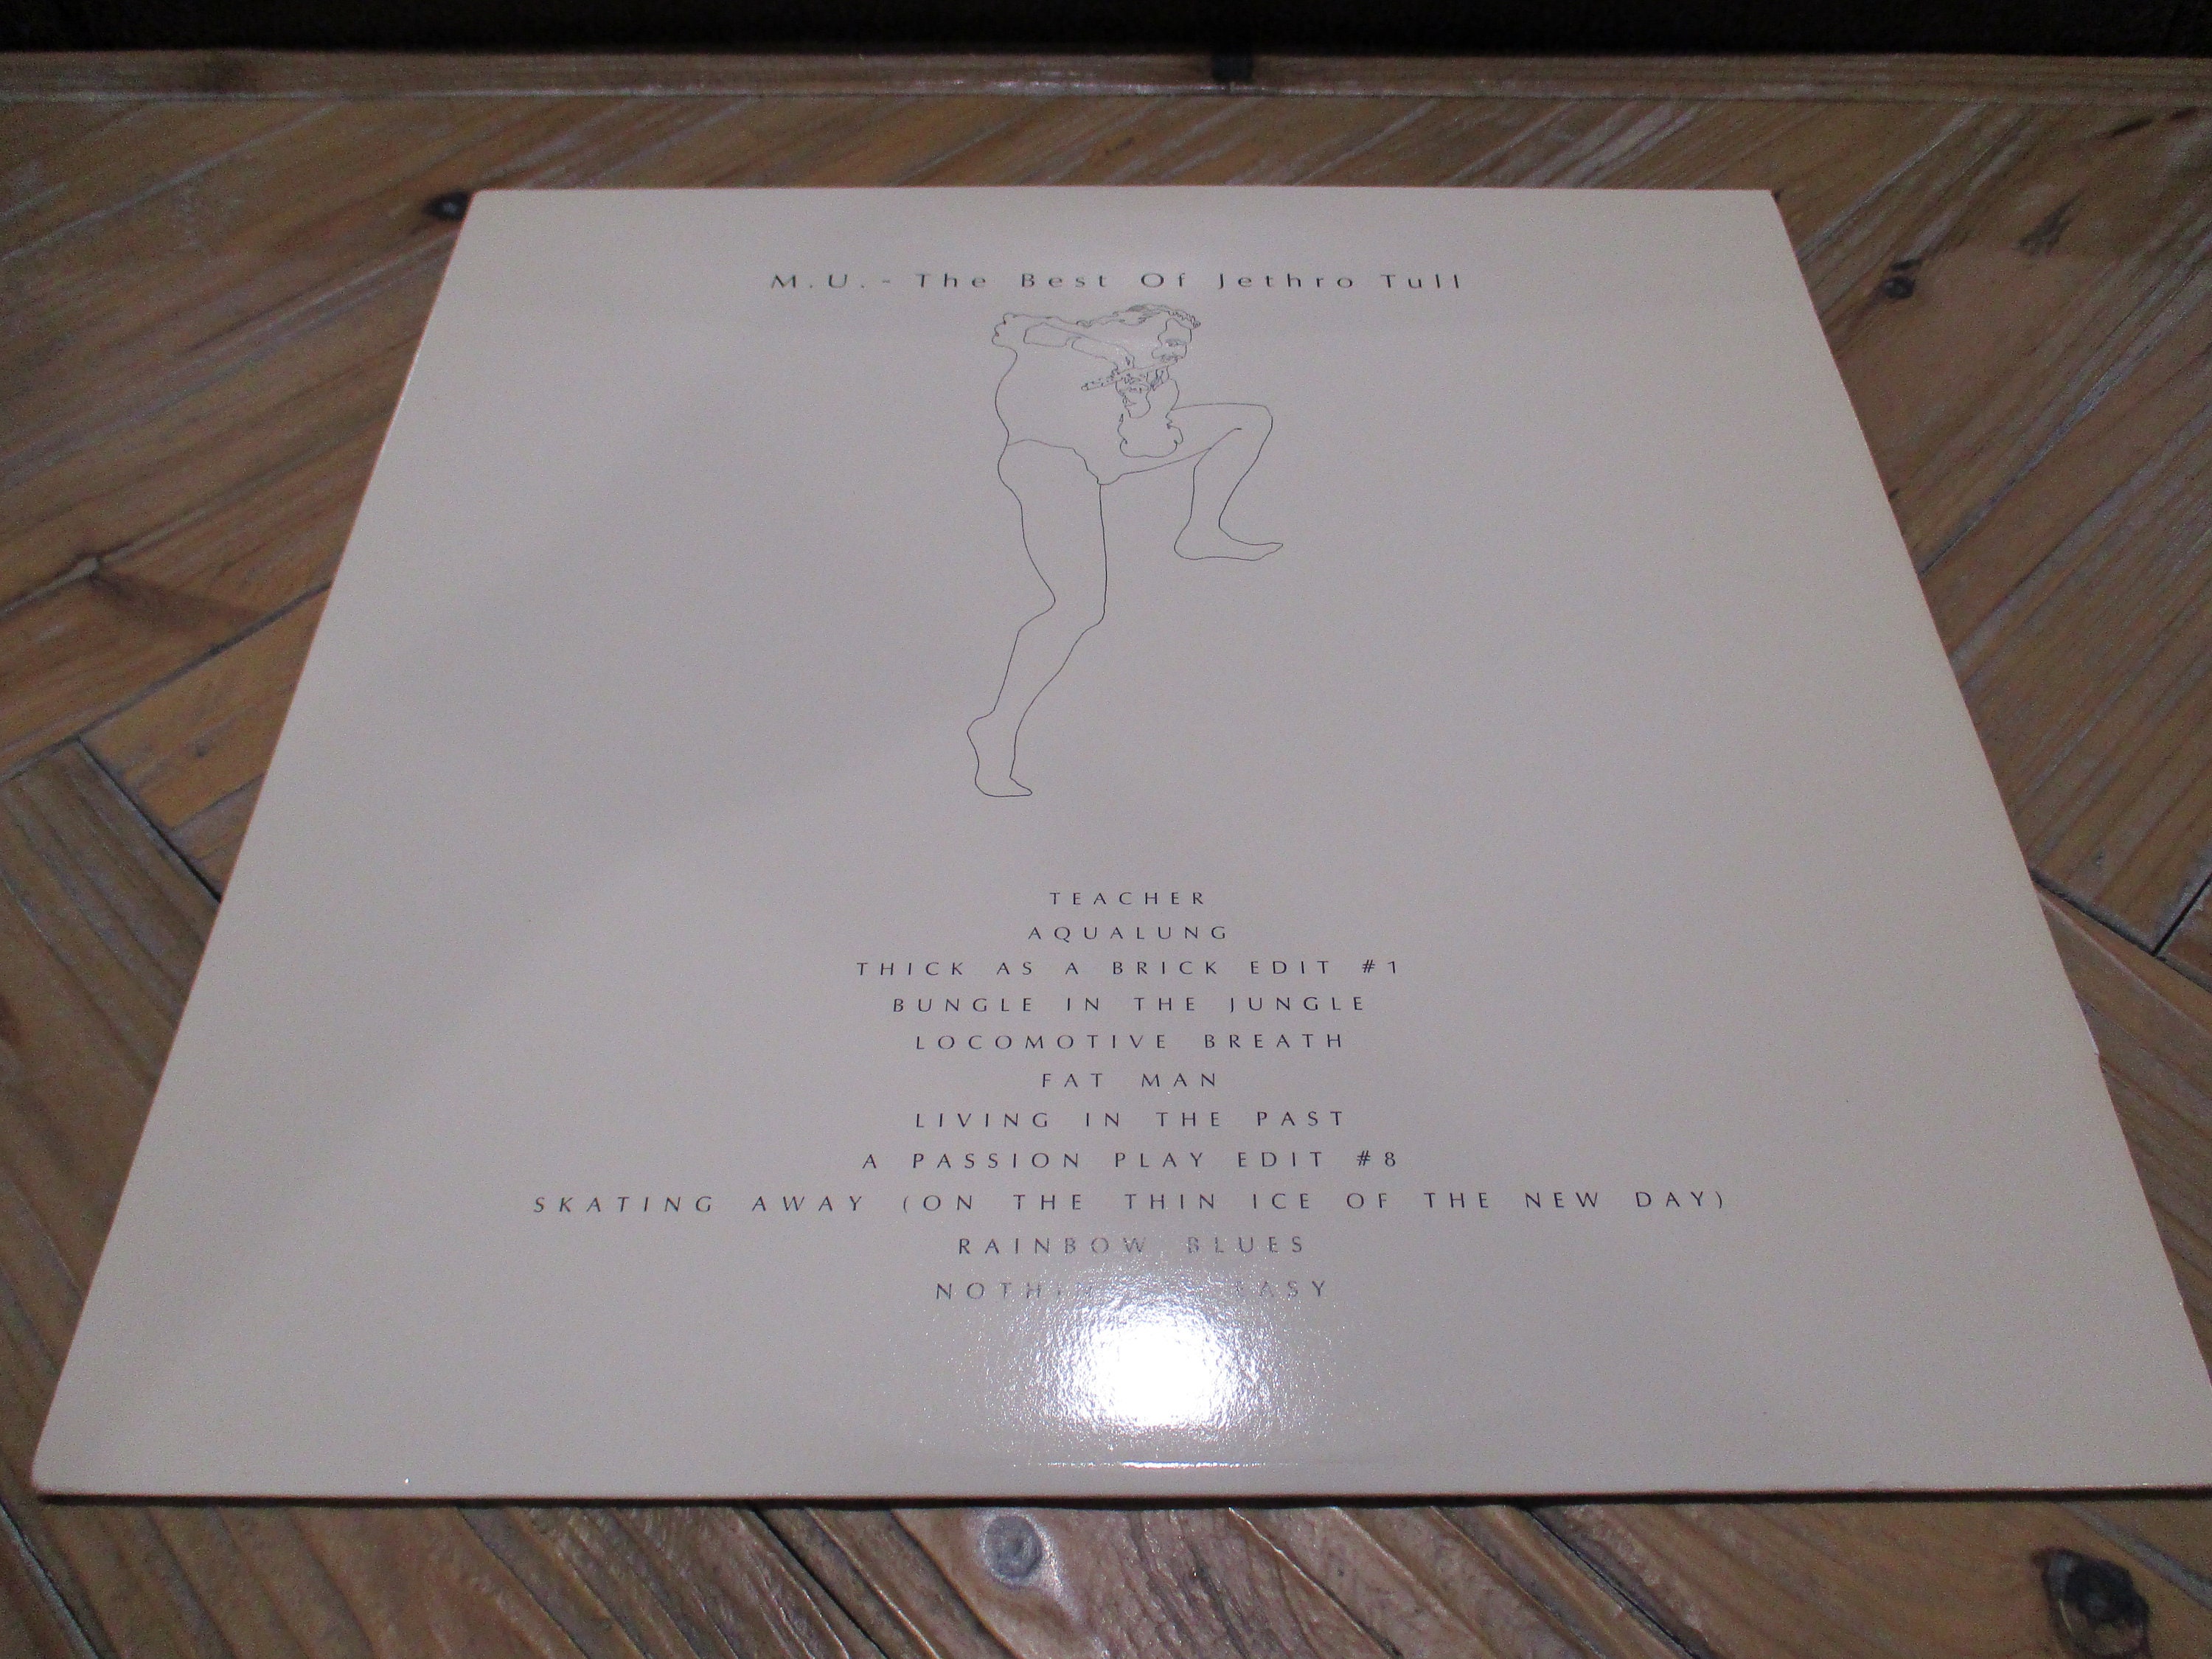 M.U. - The Best Of Jethro Tull
TEACHER
AQUALUNG
THICK AS A BRICK EDIT #1
BUNGLE IN THE JUNGLE
LOCOMOTIVE BREATH
FAT MAN
LIVING IN THE PAST
A PASSION PLAY EDIT #8
SKATING AWAY (ON THE THIN ICE OF THE NEW DAY)
RAINBOW BLUES
EASY